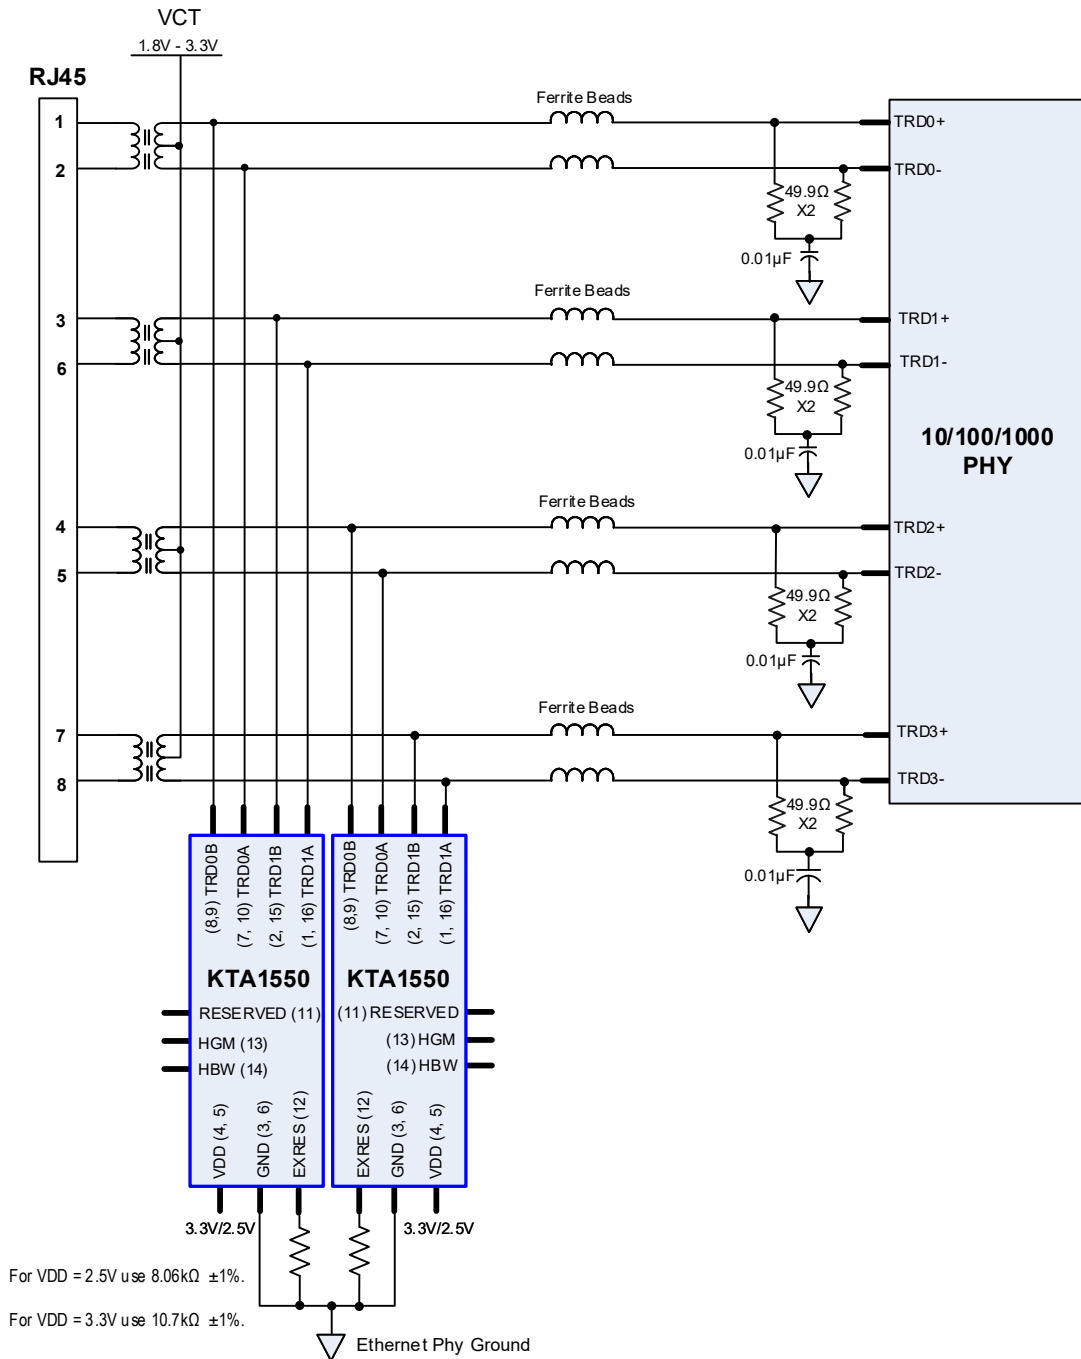 VCT
1.8V - 3.3V
RJ45
1
2
3
6
4
5
7
8
Ferrite Beads
TRD0+
TRD0-
49.9Ω
X2
0.01µF
Ferrite Beads
TRD1+
TRD1-
49.9Ω
X2
0.01µF
10/100/1000
PHY
Ferrite Beads
TRD2+
TRD2-
49.9Ω
X2
0.01µF
Ferrite Beads
TRD3+
TRD3-
49.9Ω
X2
0.01µF
(8,9) TRD0B
(7, 10) TRD0A
(2, 15) TRD1B
(1, 16) TRD1A
KTA1550
RESERVED (11)
HGM (13)
HBW (14)
VDD (4, 5)
GND (3, 6)
EXRES (12)
3.3V/2.5V
(8,9) TRD0B
(7, 10) TRD0A
(2, 15) TRD1B
(1, 16) TRD1A
KTA1550
(11) RESERVED
(13) HGM
(14) HBW
EXRES (12)
GND (3, 6)
VDD (4, 5)
3.3V/2.5V
For VDD = 2.5V use 8.06kΩ ±1%.
For VDD = 3.3V use 10.7kΩ ±1%.
Ethernet Phy Ground